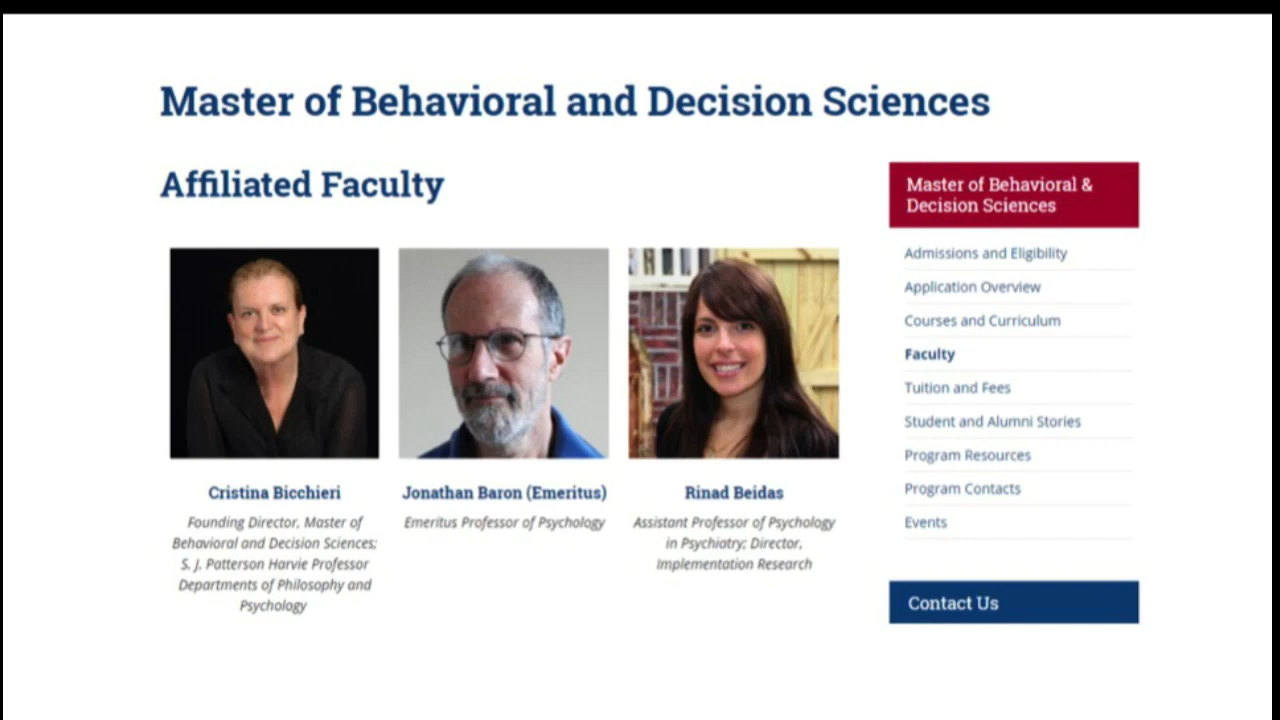 Master of Behavioral and Decision Sciences
Affiliated Faculty
Cristina Bicchieri
Founding Director, Master of
Behavioral and Decision Sciences;
S. J. Patterson Harvie Professor
Departments of Philosophy and
Psychology
Jonathan Baron (Emeritus)
Emeritus Professor of Psychology
Rinad Beidas
Assistant Professor of Psychology
in Psychiatry; Director,
Implementation Research
Master of Behavioral &
Decision Sciences
Admissions and Eligibility
Application Overview
Courses and Curriculum
Faculty
Tuition and Fees
Student and Alumni Stories
Program Resources
Program Contacts
Events
Contact Us